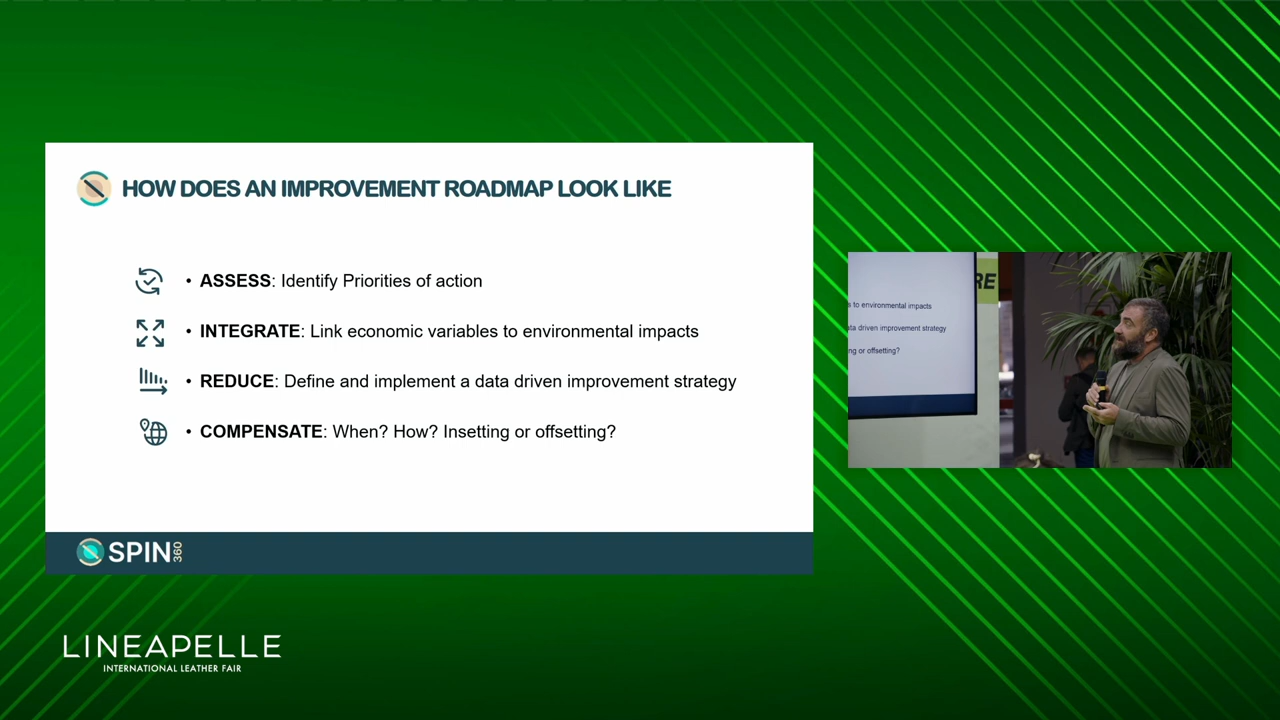 HOW DOES AN IMPROVEMENT ROADMAP LOOK LIKE
• ASSESS: Identify Priorities of action
• INTEGRATE: Link economic variables to environmental impacts
• REDUCE: Define and implement a data driven improvement strategy
• COMPENSATE: When? How? Insetting or offsetting?
SPIN 360
LINEAPELLE
INTERNATIONAL LEATHER FAIR
RE
to environmental impacts
data driven improvement strategy
or offsetting?